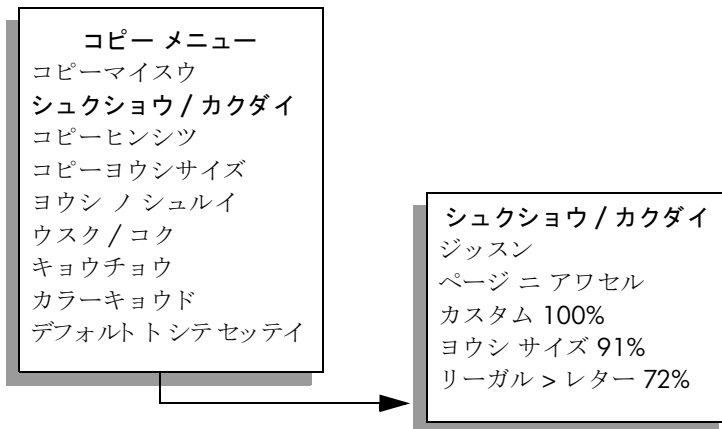 コピー メニュー
コピーマイスウ
シュクショウ / カクダイ
コピーヒンシツ
コピーヨウシサイズ
ヨウシ ノ シュルイ
ウスク / コク
キョウチョウ
カラーキョウド
デフォルト ト シテ セッテイ
シュクショウ / カクダイ
ジッスン
ページ ニ アワセル
カスタム 100%
ヨウシ サイズ 91%
リーガル > レター 72%